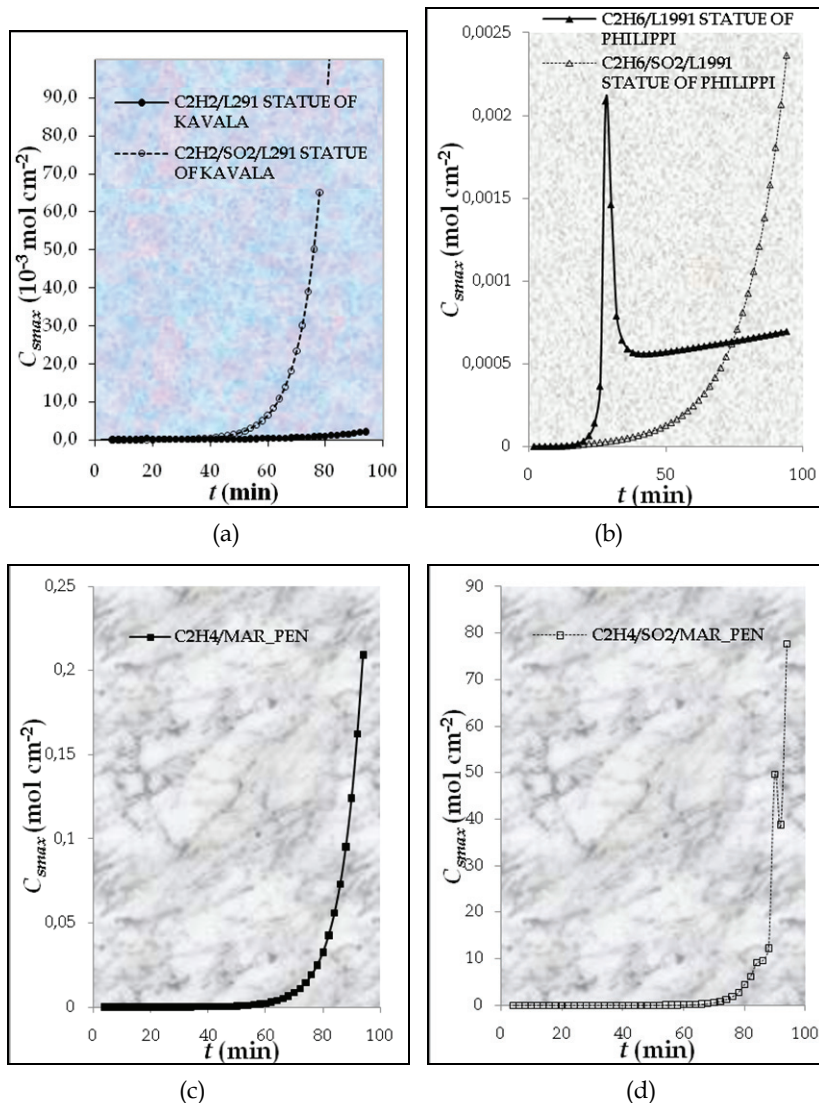 90,0
80,0
70,0
60,0
50,0
40,0
30,0
20,0
10,0
0,0
C2H2/L291 STATUE OF
KAVALA
C2H2/SO2/L291 STATUE
OF KAVALA
Csmax (10-3 mol cm-2)
0 20 40 60 80 100
t (min)
(a)
0,0025
0,002
0,0015
0,001
0,0005
0
C2H6/L1991 STATUE OF
PHILIPPI
C2H6/SO2/L1991
STATUE OF PHILIPPI
Csmax (mol cm-2)
0 50 100
t (min)
(b)
0,25
0,2
0,15
0,1
0,05
0
C2H4/MAR_PEN
Csmax (mol cm-2)
0 20 40 60 80 100
t (min)
(c)
90
80
70
60
50
40
30
20
10
0
C2H4/SO2/MAR_PEN
Csmax (mol cm-2)
0 20 40 60 80 100
t (min)
(d)